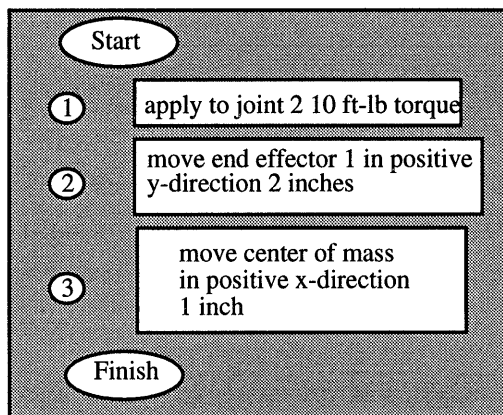 Start
1 apply to joint 2 10 ft-lb torque
2 move end effector 1 in positive
y-direction 2 inches
3 move center of mass
in positive x-direction
1 inch
Finish